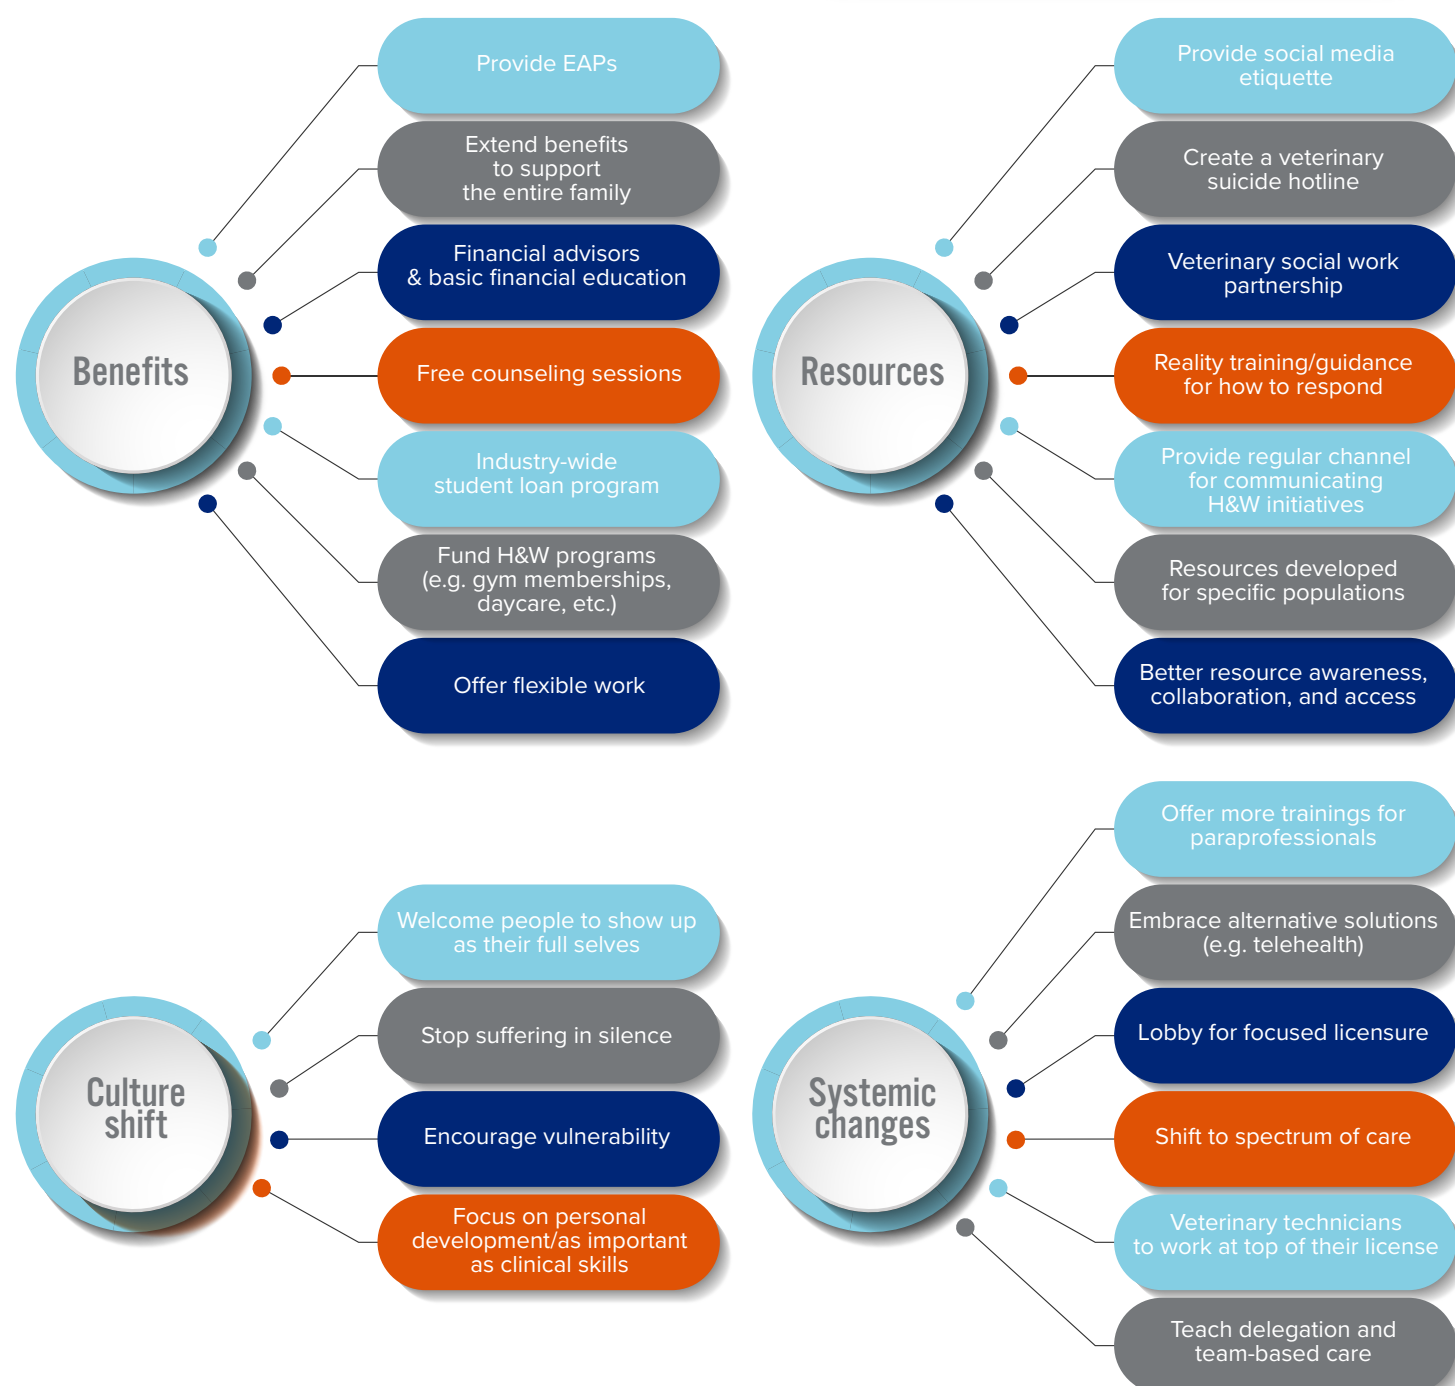 Benefits
Provide EAPs
Extend benefits
to support
the entire family
Financial advisors
& basic financial education
Free counseling sessions
Industry-wide
student loan program
Fund H&W programs
(e.g. gym memberships,
daycare, etc.)
Offer flexible work
Resources
Provide social media
etiquette
Create a veterinary
suicide hotline
Veterinary social work
partnership
Reality training/guidance
for how to respond
Provide regular channel
for communicating
H&W initiatives
Resources developed
for specific populations
Better resource awareness,
collaboration, and access
Culture
shift
Welcome people to show up
as their full selves
Stop suffering in silence
Encourage vulnerability
Focus on personal
development/as important
as clinical skills
Systemic
changes
Offer more trainings for
paraprofessionals
Embrace alternative solutions
(e.g. telehealth)
Lobby for focused licensure
Shift to spectrum of care
Veterinary technicians
to work at top of their license
Teach delegation and
team-based care